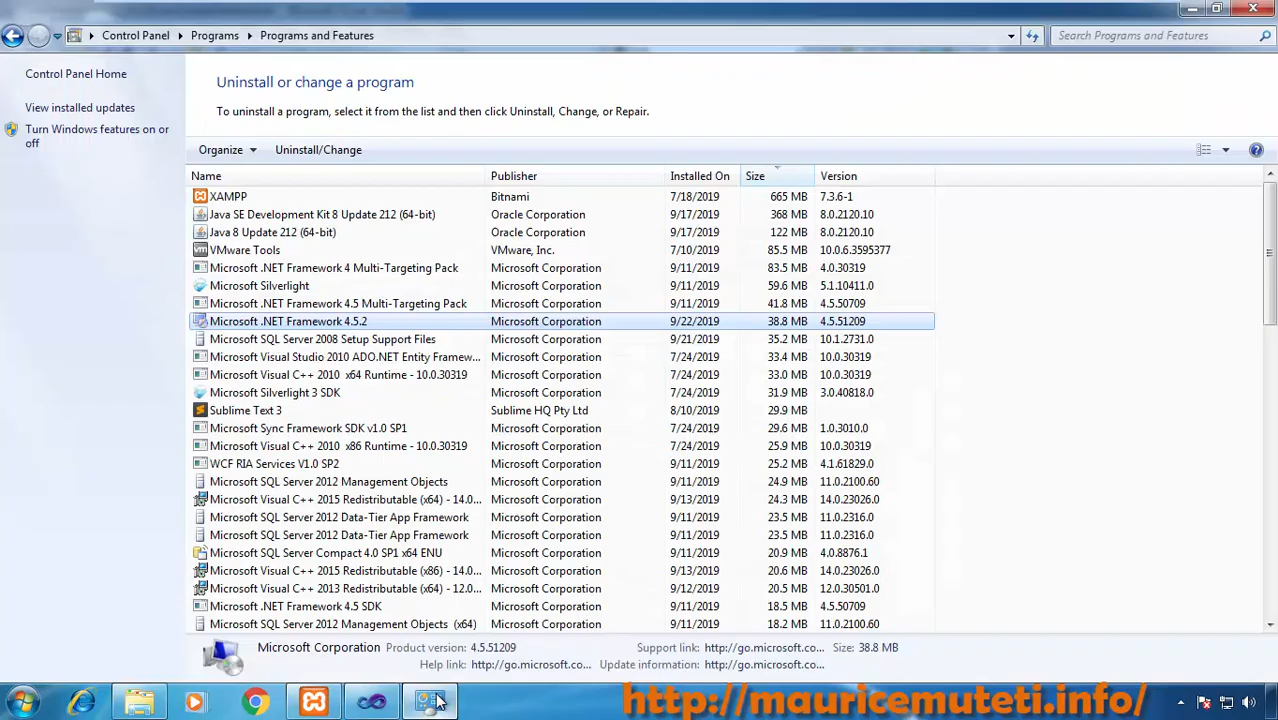 Control Panel Programs Programs and Features Search Programs and Features
Control Panel Home
View installed updates
Turn Windows features on or
off
Uninstall or change a program
To uninstall a program, select it from the list and then click Uninstall, Change, or Repair.
Organize Uninstall/Change
Name Publisher Installed On Size Version
XAMPP Bitnami 7/18/2019 665 MB 7.3.6-1
Java SE Development Kit 8 Update 212 (64-bit) Oracle Corporation 9/17/2019 368 MB 8.0.2120.10
Java 8 Update 212 (64-bit) Oracle Corporation 9/17/2019 122 MB 8.0.2120.10
VMware Tools VMware, Inc. 7/10/2019 85.5 MB 10.0.6.3595377
Microsoft .NET Framework 4 Multi-Targeting Pack Microsoft Corporation 9/11/2019 83.5 MB 4.0.30319
Microsoft Silverlight Microsoft Corporation 9/11/2019 59.6 MB 5.1.10411.0
Microsoft .NET Framework 4.5 Multi-Targeting Pack Microsoft Corporation 9/11/2019 41.8 MB 4.5.50709
Microsoft .NET Framework 4.5.2 Microsoft Corporation 9/22/2019 38.8 MB 4.5.51209
Microsoft SQL Server 2008 Setup Support Files Microsoft Corporation 9/21/2019 35.2 MB 10.1.2731.0
Microsoft Visual Studio 2010 ADO.NET Entity Framew... Microsoft Corporation 7/24/2019 33.4 MB 10.0.30319
Microsoft Visual C++ 2010 x64 Runtime - 10.0.30319 Microsoft Corporation 7/24/2019 33.0 MB 10.0.30319
Microsoft Silverlight 3 SDK Microsoft Corporation 7/24/2019 31.9 MB 3.0.40818.0
Sublime Text 3 Sublime HQ Pty Ltd 8/10/2019 29.9 MB
Microsoft Sync Framework SDK v1.0 SP1 Microsoft Corporation 7/24/2019 29.6 MB 1.0.3010.0
Microsoft Visual C++ 2010 x86 Runtime - 10.0.30319 Microsoft Corporation 7/24/2019 25.9 MB 10.0.30319
WCF RIA Services V1.0 SP2 Microsoft Corporation 9/11/2019 25.2 MB 4.1.61829.0
Microsoft SQL Server 2012 Management Objects Microsoft Corporation 9/11/2019 24.9 MB 11.0.2100.60
Microsoft Visual C++ 2015 Redistributable (x64) - 14.0... Microsoft Corporation 9/13/2019 24.3 MB 14.0.23026.0
Microsoft SQL Server 2012 Data-Tier App Framework Microsoft Corporation 9/11/2019 23.5 MB 11.0.2316.0
Microsoft SQL Server 2012 Data-Tier App Framework Microsoft Corporation 9/11/2019 23.5 MB 11.0.2316.0
Microsoft SQL Server Compact 4.0 SP1 x64 ENU Microsoft Corporation 9/11/2019 20.9 MB 4.0.8876.1
Microsoft Visual C++ 2015 Redistributable (x86) - 14.0... Microsoft Corporation 9/11/2019 20.6 MB 14.0.23026.0
Microsoft Visual C++ 2013 Redistributable (x64) - 12.0... Microsoft Corporation 9/11/2019 20.5 MB 12.0.30501.0
Microsoft .NET Framework 4.5 SDK Microsoft Corporation 9/11/2019 18.5 MB 4.5.50709
Microsoft SQL Server 2012 Management Objects (x64) Microsoft Corporation 9/11/2019 18.2 MB 11.0.2100.60
Microsoft Corporation Product version: 4.5.51209 Support link: http://go.microsoft.co... Size: 38.8 MB
Help link: http://go.microsoft.co... Update information: http://go.microsoft.co...
http://mauricemuteti.info/